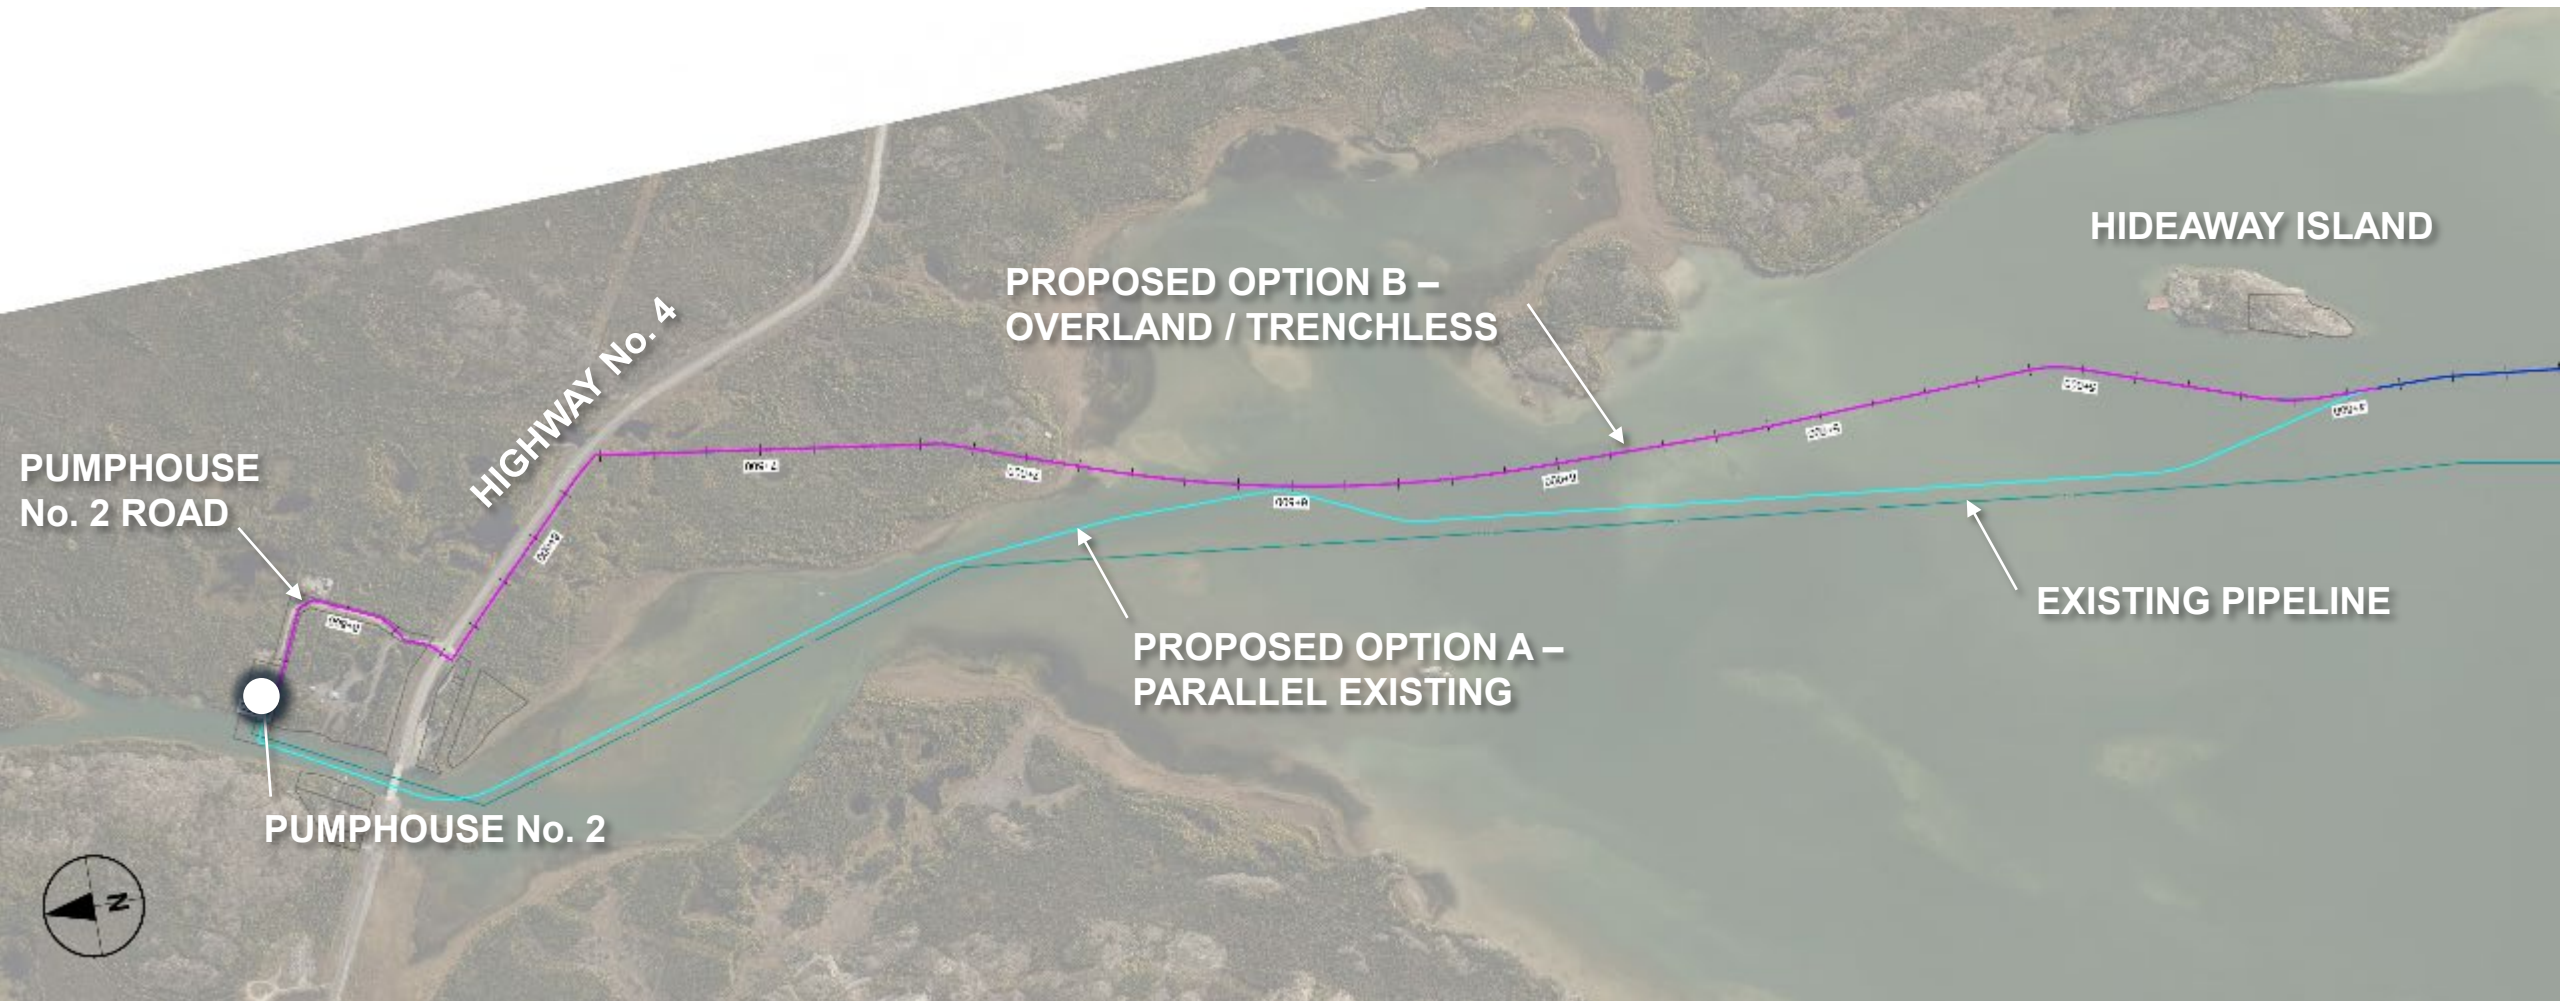 HIDEAWAY ISLAND
PROPOSED OPTION B –
OVERLAND / TRENCHLESS
HIGHWAY No. 4
PUMPHOUSE
No. 2 ROAD
EXISTING PIPELINE
PROPOSED OPTION A –
PARALLEL EXISTING
PUMPHOUSE No. 2
N